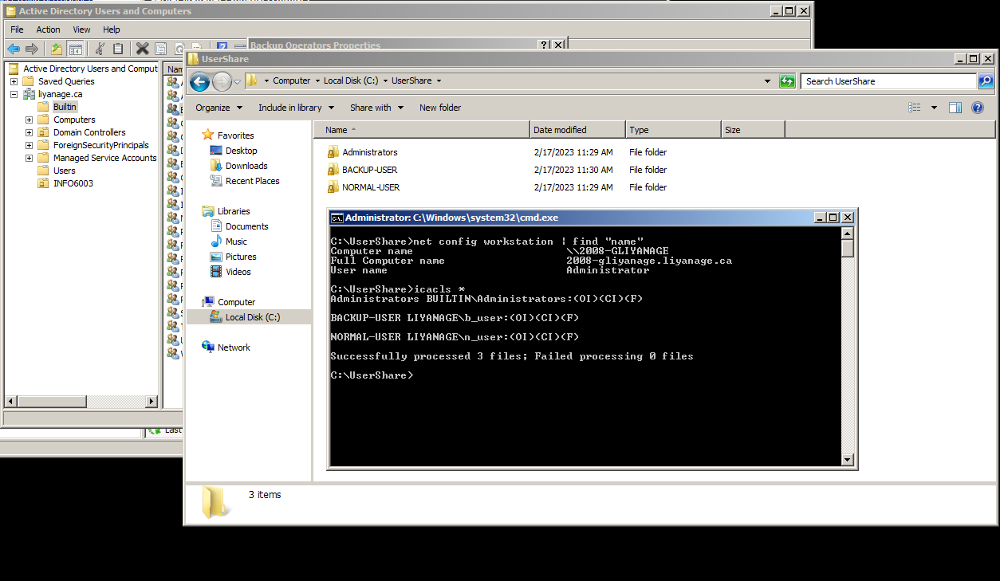 Active Directory Users and Computers
File Action View Help
Backup Operators Properties
Active Directory Users and Comput
Saved Queries
liyanage.ca
Builtin
Computers
Domain Controllers
ForeignSecurityPrincipals
Managed Service Accounts
Users
INFO6003
Nam
Last
UserShare
Computer Local Disk (C:) UserShare
Search UserShare
Organize Include in library Share with New folder
Favorites
Desktop
Downloads
Recent Places
Libraries
Documents
Music
Pictures
Videos
Computer
Local Disk (C:)
Network
Name Date modified Type Size
Administrators 2/17/2023 11:29 AM File folder
BACKUP-USER 2/17/2023 11:30 AM File folder
NORMAL-USER 2/17/2023 11:29 AM File folder
Administrator: C:\Windows\system32\cmd.exe
C:\UserShare>net config workstation | find "name"
Computer name \\2008-GLIYANAGE
Full Computer name 2008-gliyanage.liyanage.ca
User name Administrator
C:\UserShare>icacls *
Administrators BUILTIN\Administrators:(OI)(CI)(F)
BACKUP-USER LIYANAGE\b_user:(OI)(CI)(F)
NORMAL-USER LIYANAGE\n_user:(OI)(CI)(F)
Successfully processed 3 files; Failed processing 0 files
C:\UserShare>
3 items